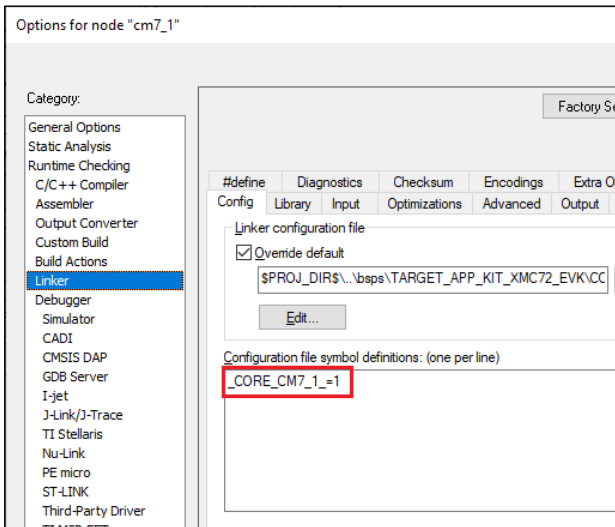 Options for node "cm7_1"
Category:
Factory Se
General Options
Static Analysis
Runtime Checking
C/C++ Compiler
Assembler
Output Converter
Custom Build
Build Actions
Linker
Debugger
Simulator
CADI
CMSIS DAP
GDB Server
I-jet
J-Link/J-Trace
TI Stellaris
Nu-Link
PE micro
ST-LINK
Third-Party Driver
#define Diagnostics Checksum Encodings Extra O
Config Library Input Optimizations Advanced Output
Linker configuration file
Override default
$PROJ_DIR$\..\bsps\TARGET_APP_KIT_XMC72_EVK\CC
Edit...
Configuration file symbol definitions: (one per line)
_CORE_CM7_1_=1